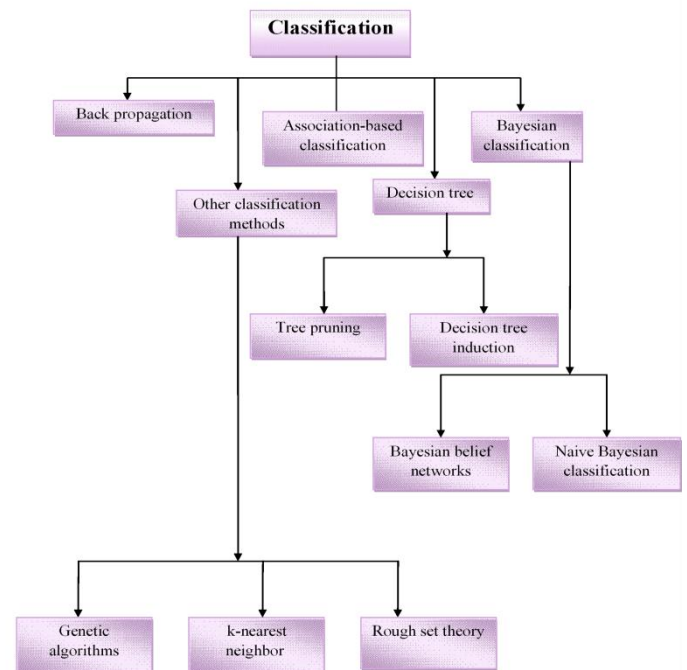 Classification
Back propagation
Association-based
classification
Bayesian
classification
Other classification
methods
Decision tree
Tree pruning
Decision tree
induction
Bayesian belief
networks
Naive Bayesian
classification
Genetic
algorithms
k-nearest
neighbor
Rough set theory